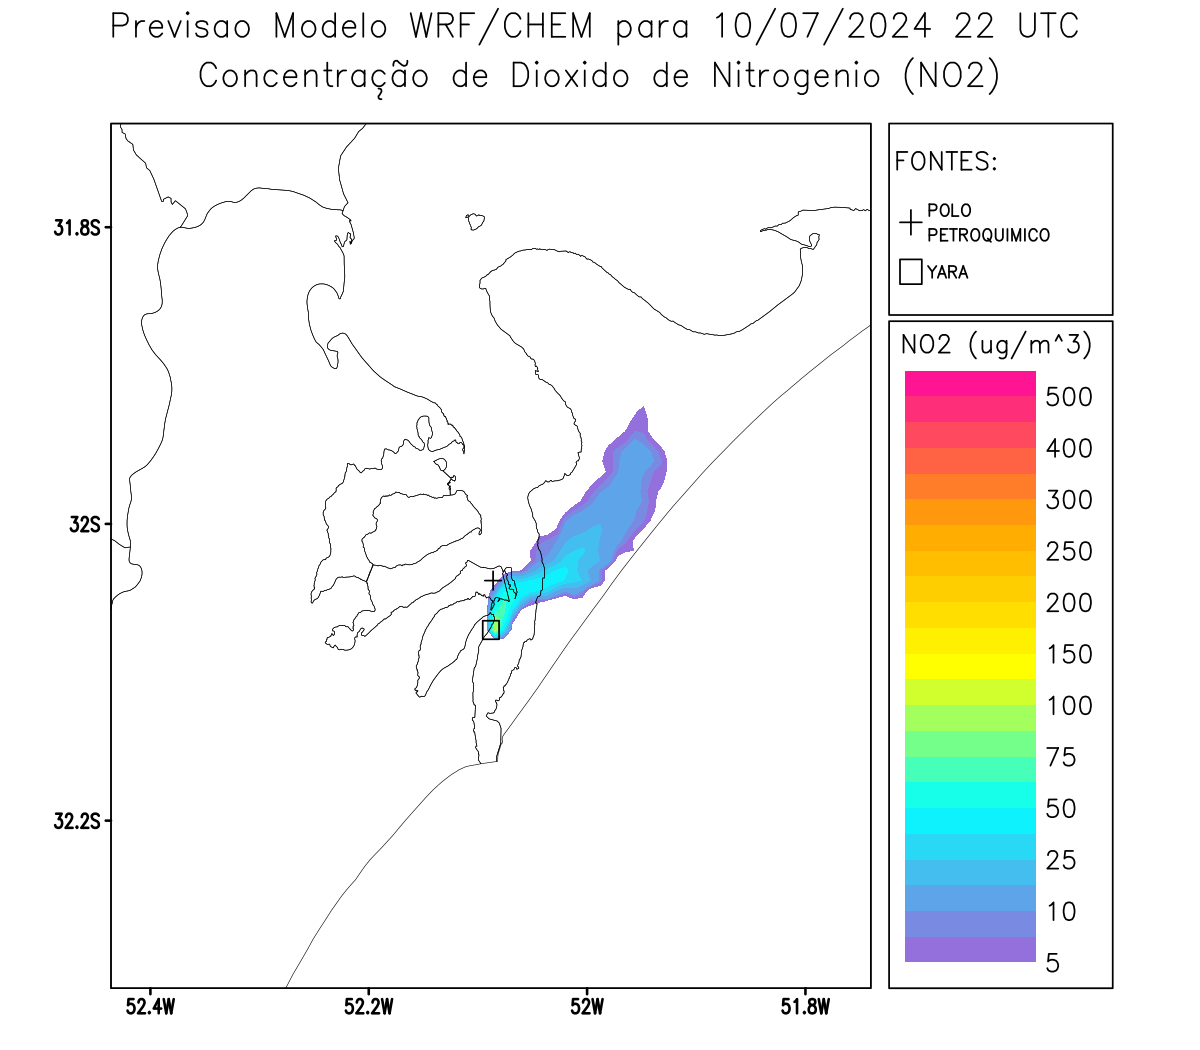 Previsao Modelo WRF/CHEM para 10/07/2024 22 UTC
Concentração de Dioxido de Nitrogenio (NO2)
FONTES:
POLO
PETROQUIMICO
YARA
31.8S
32S
32.2S
52.4W
52.2W
52W
51.8W
NO2 (ug/m^3)
500
400
300
250
200
150
100
75
50
25
10
5